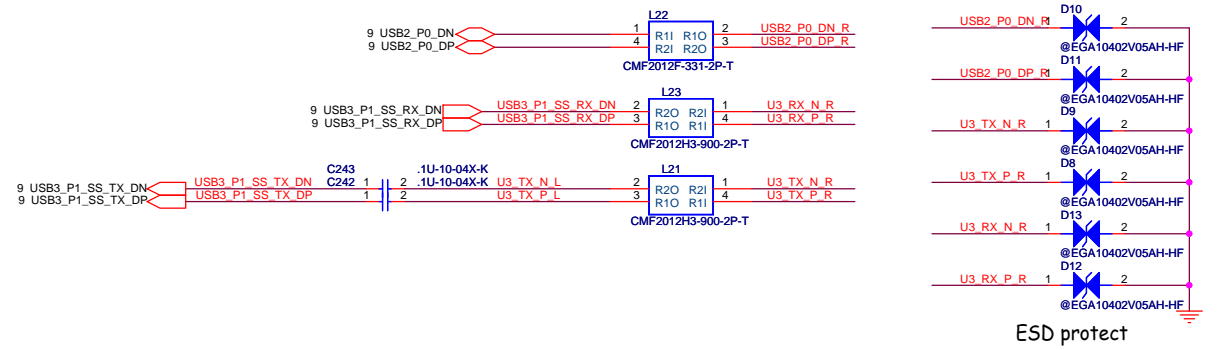 L22
9 USB2_P0_DN 1 R1I R1O 2 USB2_P0_DN_R
9 USB2_P0_DP 4 R2I R2O 3 USB2_P0_DP_R
CMF2012F-331-2P-T
L23
9 USB3_P1_SS_RX_DN USB3_P1_SS_RX_DN 2 R2O R2I 1 U3_RX_N_R
9 USB3_P1_SS_RX_DP USB3_P1_SS_RX_DP 3 R1O R1I 4 U3_RX_P_R
CMF2012H3-900-2P-T
C243 .1U-10-04X-K L21
C242 .1U-10-04X-K
9 USB3_P1_SS_TX_DN USB3_P1_SS_TX_DN 1 2 U3_TX_N_L 2 R2O R2I 1 U3_TX_N_R
9 USB3_P1_SS_TX_DP USB3_P1_SS_TX_DP 1 2 U3_TX_P_L 3 R1O R1I 4 U3_TX_P_R
CMF2012H3-900-2P-T
D10
USB2_P0_DN_R 1 2
@EGA10402V05AH-HF
D11
USB2_P0_DP_R 1 2
@EGA10402V05AH-HF
D9
U3_TX_N_R 1 2
@EGA10402V05AH-HF
D8
U3_TX_P_R 1 2
@EGA10402V05AH-HF
D13
U3_RX_N_R 1 2
@EGA10402V05AH-HF
D12
U3_RX_P_R 1 2
@EGA10402V05AH-HF
ESD protect